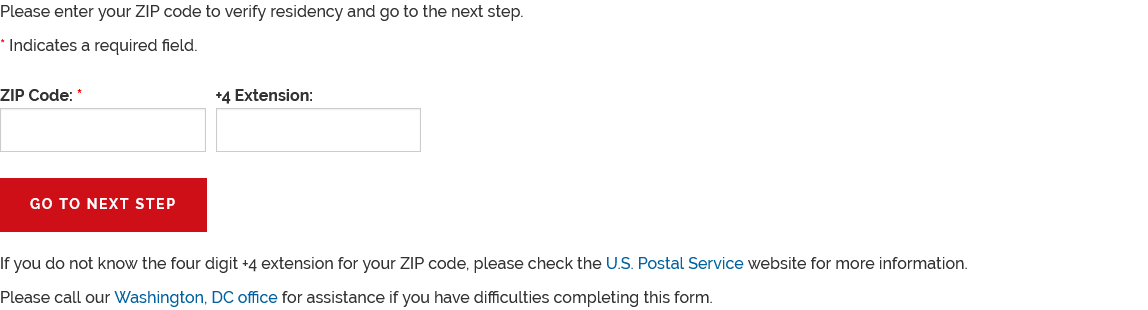 Please enter your ZIP code to verify residency and go to the next step.
* Indicates a required field.
ZIP Code: * +4 Extension:
GO TO NEXT STEP
If you do not know the four digit +4 extension for your ZIP code, please check the U.S. Postal Service website for more information.
Please call our Washington, DC office for assistance if you have difficulties completing this form.